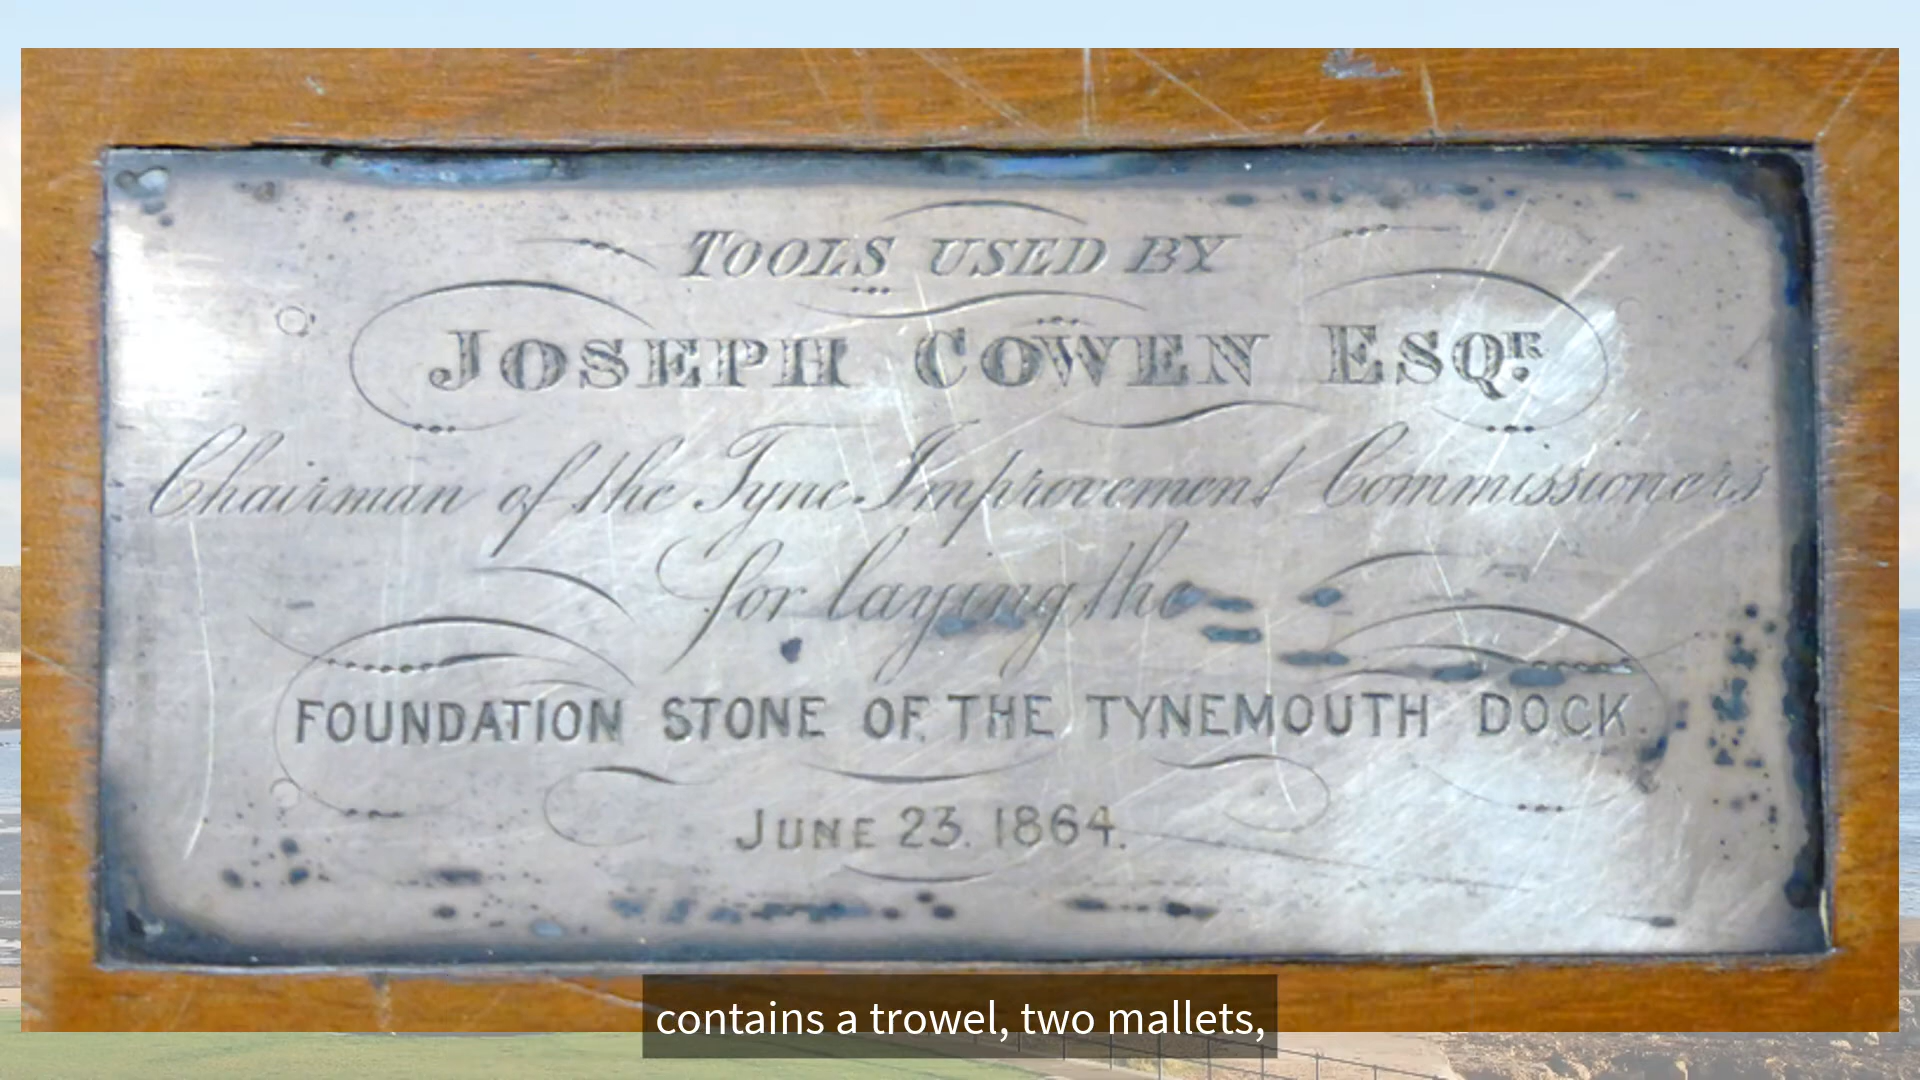 TOOLS USED BY
JOSEPH COWEN ESQR.
Chairman of the Tyne Improvement Commissioners
for laying the
FOUNDATION STONE OF THE TYNEMOUTH DOCK.
JUNE 23. 1864.
contains a trowel, two mallets,